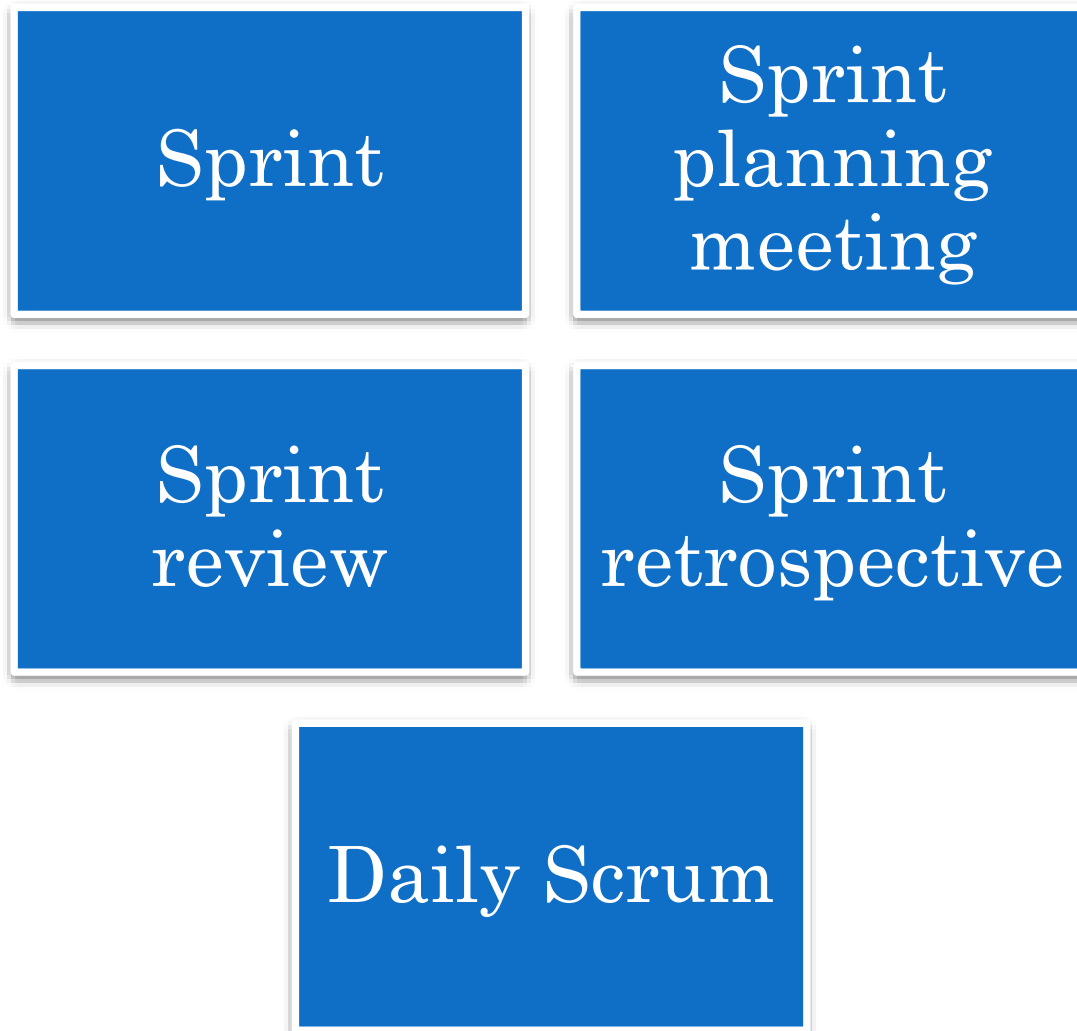 Sprint
Sprint
planning
meeting
Sprint
review
Sprint
retrospective
Daily Scrum